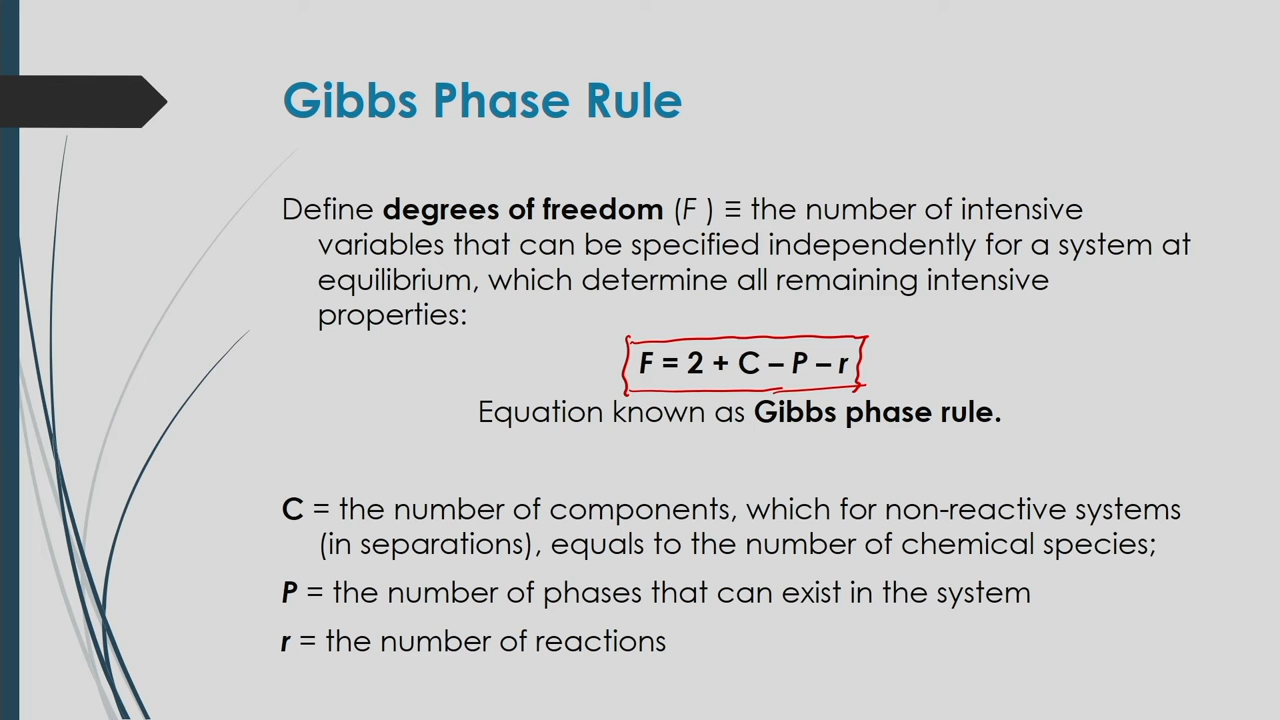 Gibbs Phase Rule
Define degrees of freedom (F ) ≡ the number of intensive
variables that can be specified independently for a system at
equilibrium, which determine all remaining intensive
properties:
F = 2 + C – P – r
Equation known as Gibbs phase rule.
C = the number of components, which for non-reactive systems
(in separations), equals to the number of chemical species;
P = the number of phases that can exist in the system
r = the number of reactions